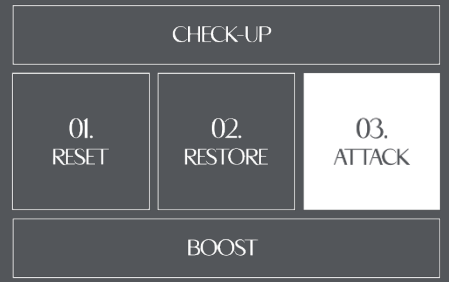 CHECK-UP
01.
RESET
02.
RESTORE
03.
ATTACK
BOOST